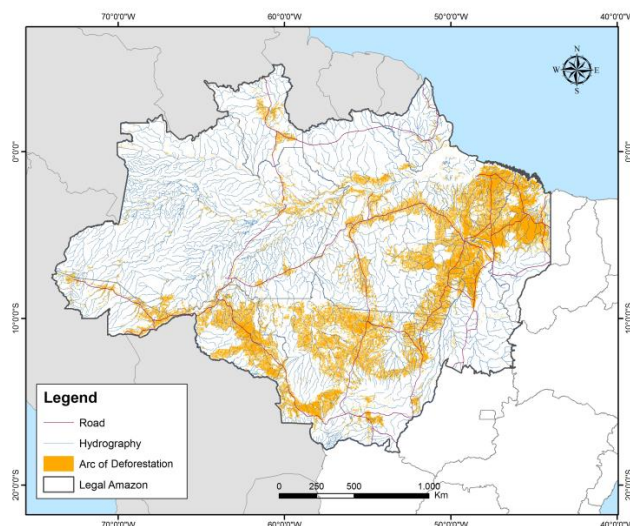 70°0'0"W 60°0'0"W 50°0'0"W 40°0'0"W
N
W E
S
0°0'0" 0°0'0"
10°0'0"S 10°0'0"S
20°0'0"S 20°0'0"S
Legend
Road
Hydrography
Arc of Deforestation
Legal Amazon
0 250 500 1.000
Km
70°0'0"W 60°0'0"W 50°0'0"W 40°0'0"W